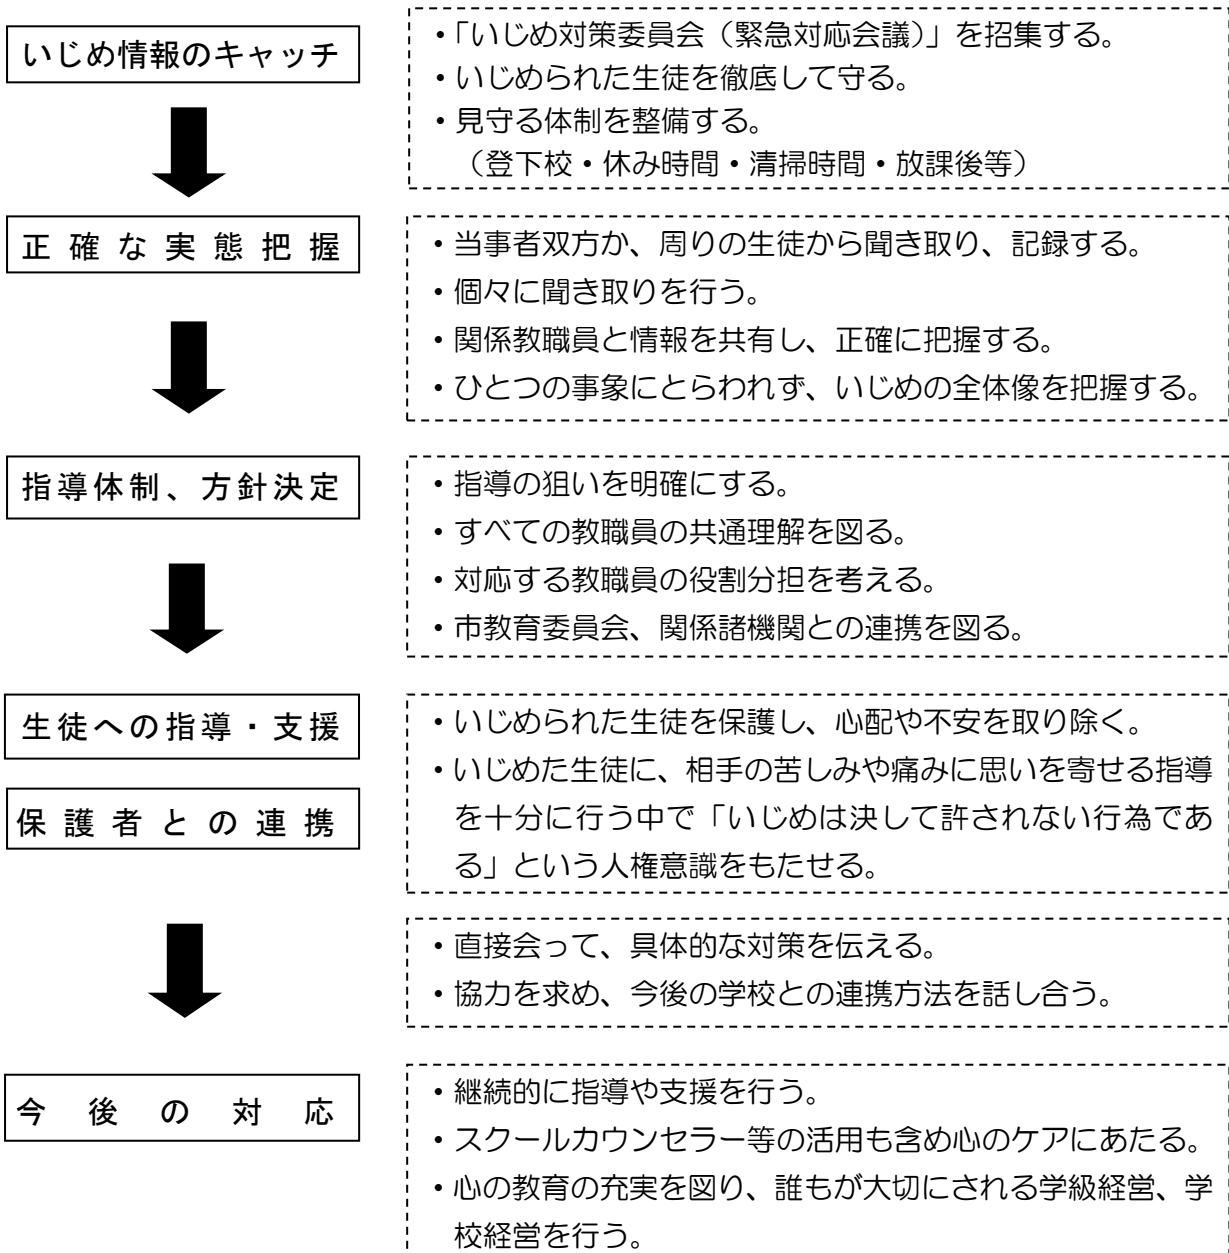 いじめ情報のキャッチ
・「いじめ対策委員会（緊急対応会議）」を招集する。
・いじめられた生徒を徹底して守る。
・見守る体制を整備する。
（登下校・休み時間・清掃時間・放課後等）
正確な実態把握
・当事者双方か、周りの生徒から聞き取り、記録する。
・個々に聞き取りを行う。
・関係教職員と情報を共有し、正確に把握する。
・ひとつの事象にとらわれず、いじめの全体像を把握する。
指導体制、方針決定
・指導の狙いを明確にする。
・すべての教職員の共通理解を図る。
・対応する教職員の役割分担を考える。
・市教育委員会、関係諸機関との連携を図る。
生徒への指導・支援
・いじめられた生徒を保護し、心配や不安を取り除く。
・いじめた生徒に、相手の苦しみや痛みに思いを寄せる指導
を十分に行う中で「いじめは決して許されない行為であ
る」という人権意識をもたせる。
保護者との連携
・直接会って、具体的な対策を伝える。
・協力を求め、今後の学校との連携方法を話し合う。
今後の対応
・継続的に指導や支援を行う。
・スクールカウンセラー等の活用も含め心のケアにあたる。
・心の教育の充実を図り、誰もが大切にされる学級経営、学
校経営を行う。